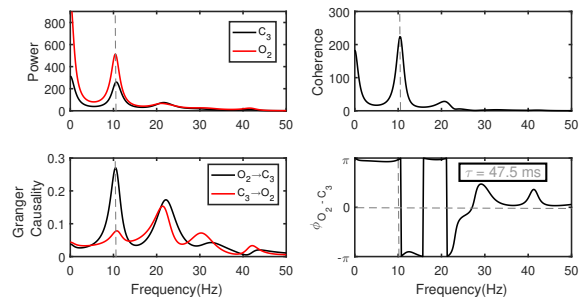 800
600
400
200
0
Power
C3
O2
0 10 20 30 40 50
300
200
100
0
Coherence
0 10 20 30 40 50
0.3
0.2
0.1
0
Granger
Causality
O2→C3
C3→O2
0 10 20 30 40 50
Frequency(Hz)
π
0
-π
ϕO2 - C3
τ = 47.5 ms
0 10 20 30 40 50
Frequency(Hz)